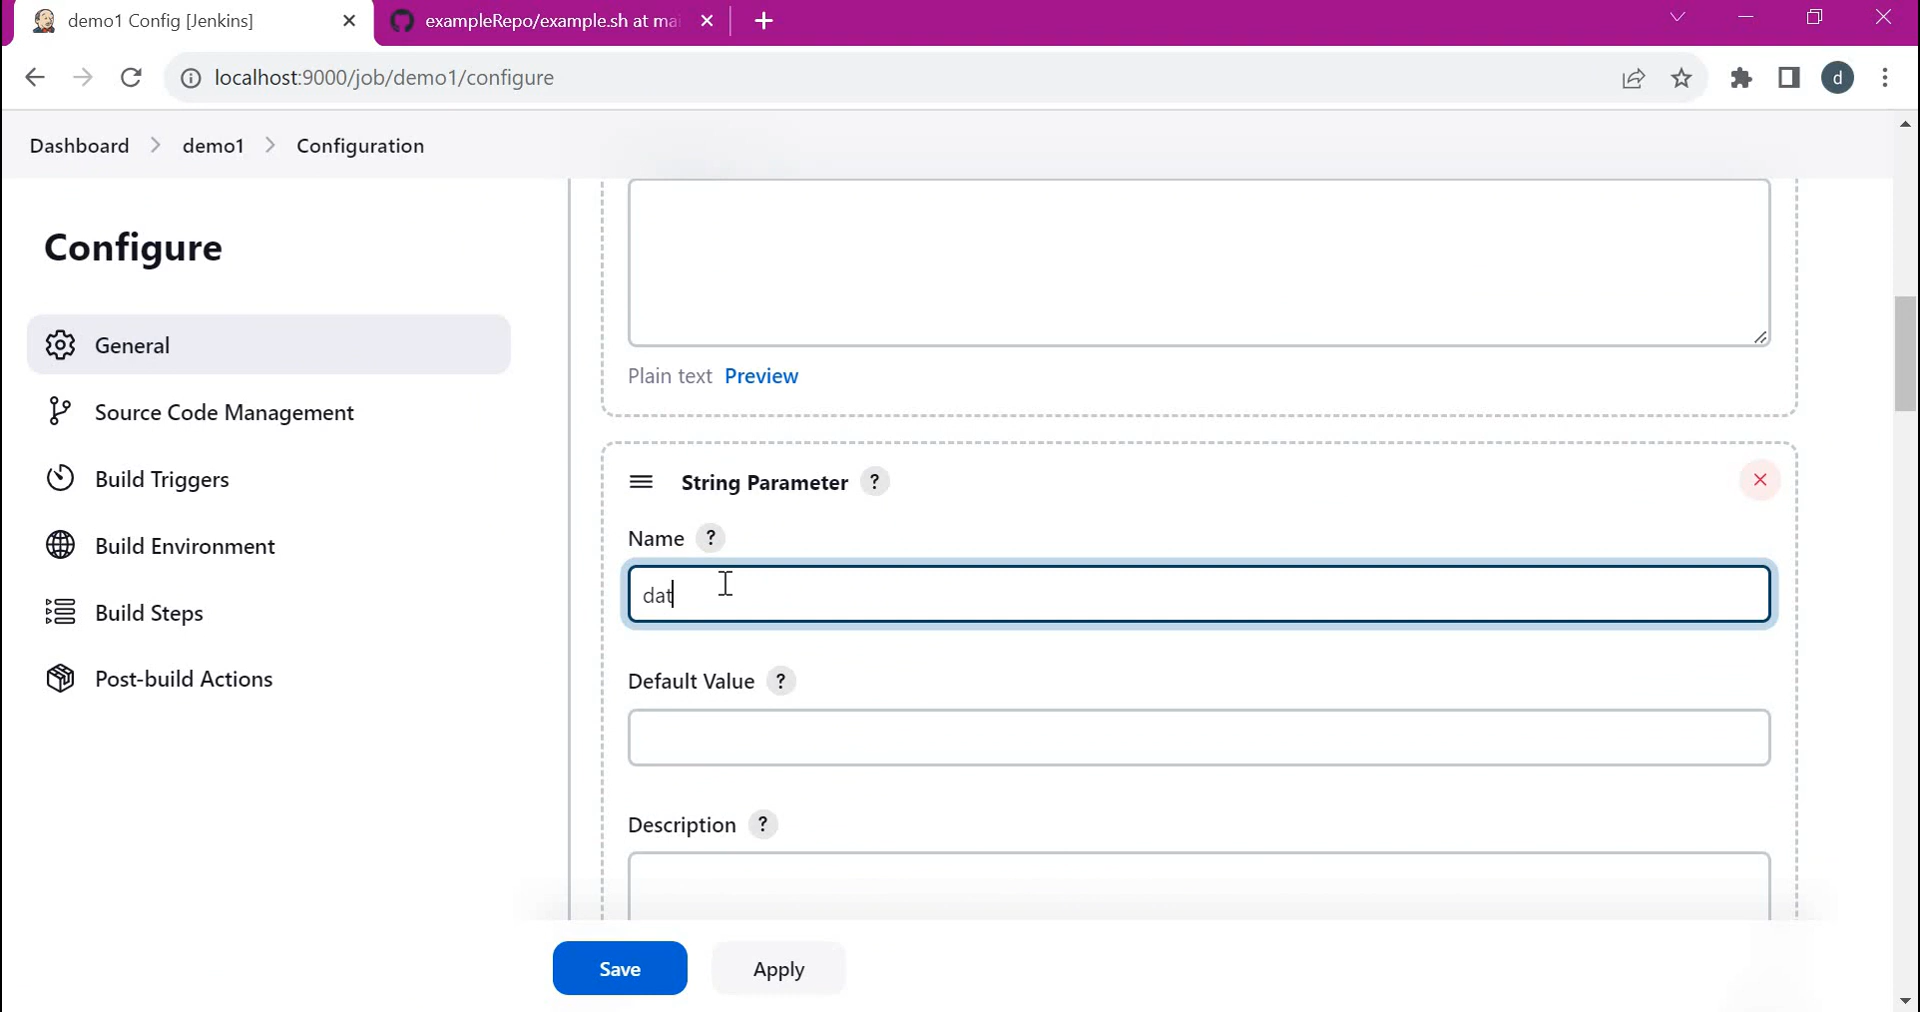 demo1 Config [Jenkins]
exampleRepo/example.sh at mai
localhost:9000/job/demo1/configure
d
Dashboard
demo1
Configuration
Configure
General
Source Code Management
Build Triggers
Build Environment
Build Steps
Post-build Actions
Plain text Preview
String Parameter ?
Name ?
dat
Default Value ?
Description ?
Save
Apply